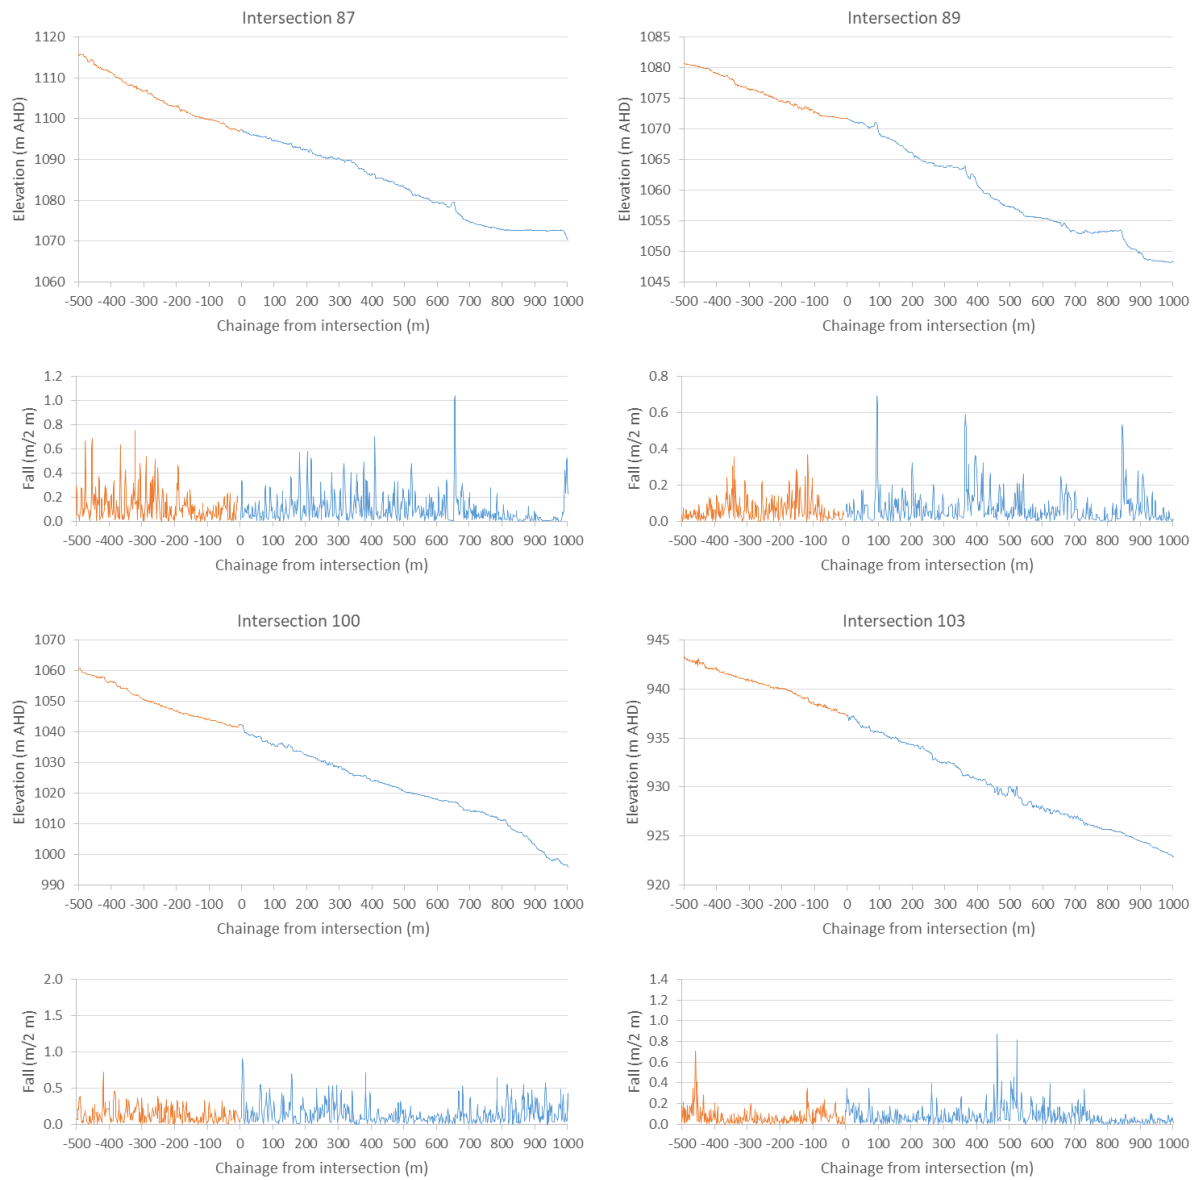 Intersection 87
Elevation (m AHD)
1120
1110
1100
1090
1080
1070
1060
-500 -400 -300 -200 -100 0 100 200 300 400 500 600 700 800 900 1000
Chainage from intersection (m)
Fall (m/2 m)
1.2
1.0
0.8
0.6
0.4
0.2
0.0
-500 -400 -300 -200 -100 0 100 200 300 400 500 600 700 800 900 1000
Chainage from intersection (m)
Intersection 89
Elevation (m AHD)
1085
1080
1075
1070
1065
1060
1055
1050
1045
-500 -400 -300 -200 -100 0 100 200 300 400 500 600 700 800 900 1000
Chainage from intersection (m)
Fall (m/2 m)
0.8
0.6
0.4
0.2
0.0
-500 -400 -300 -200 -100 0 100 200 300 400 500 600 700 800 900 1000
Chainage from intersection (m)
Intersection 100
Elevation (m AHD)
1070
1060
1050
1040
1030
1020
1010
1000
990
-500 -400 -300 -200 -100 0 100 200 300 400 500 600 700 800 900 1000
Chainage from intersection (m)
Fall (m/2 m)
2.0
1.5
1.0
0.5
0.0
-500 -400 -300 -200 -100 0 100 200 300 400 500 600 700 800 900 1000
Chainage from intersection (m)
Intersection 103
Elevation (m AHD)
945
940
935
930
925
920
-500 -400 -300 -200 -100 0 100 200 300 400 500 600 700 800 900 1000
Chainage from intersection (m)
Fall (m/2 m)
1.4
1.2
1.0
0.8
0.6
0.4
0.2
0.0
-500 -400 -300 -200 -100 0 100 200 300 400 500 600 700 800 900 1000
Chainage from intersection (m)